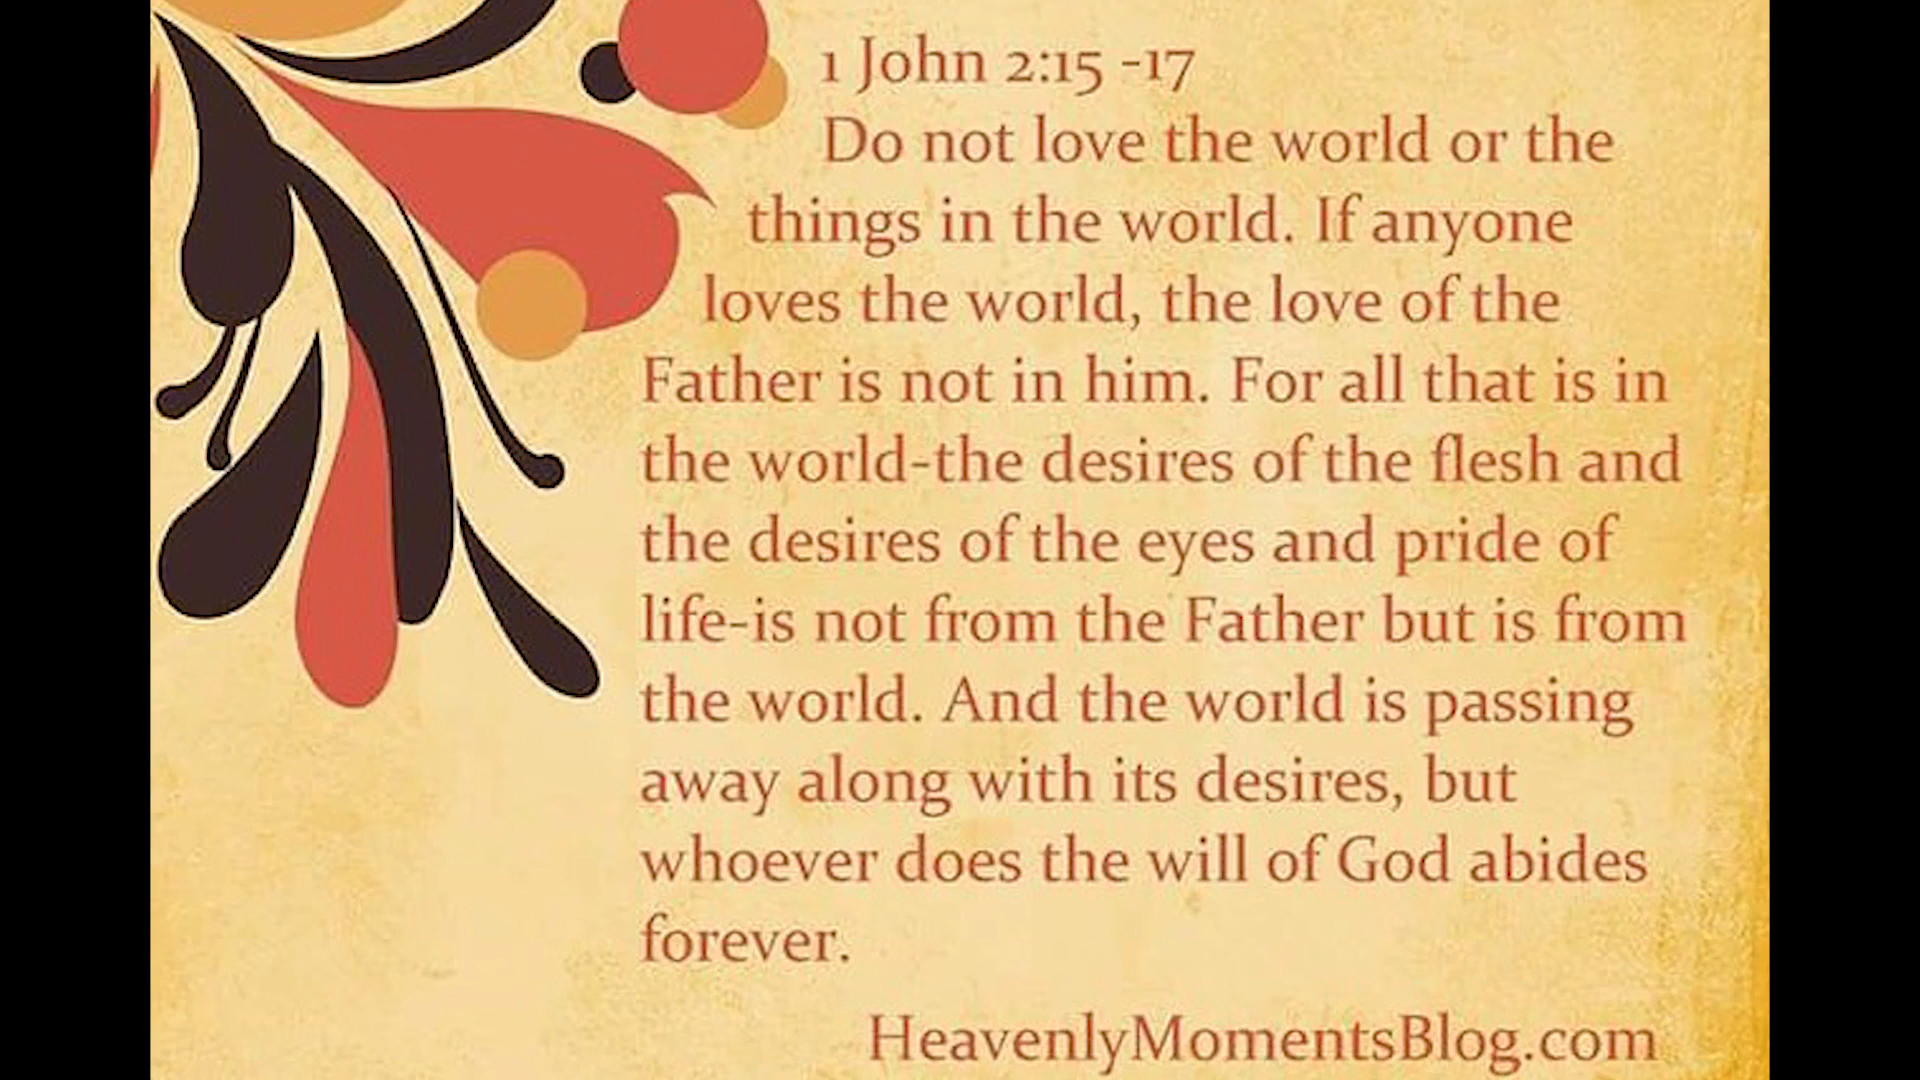 1 John 2:15 -17
Do not love the world or the
things in the world. If anyone
loves the world, the love of the
Father is not in him. For all that is in
the world-the desires of the flesh and
the desires of the eyes and pride of
life-is not from the Father but is from
the world. And the world is passing
away along with its desires, but
whoever does the will of God abides
forever.
HeavenlyMomentsBlog.com